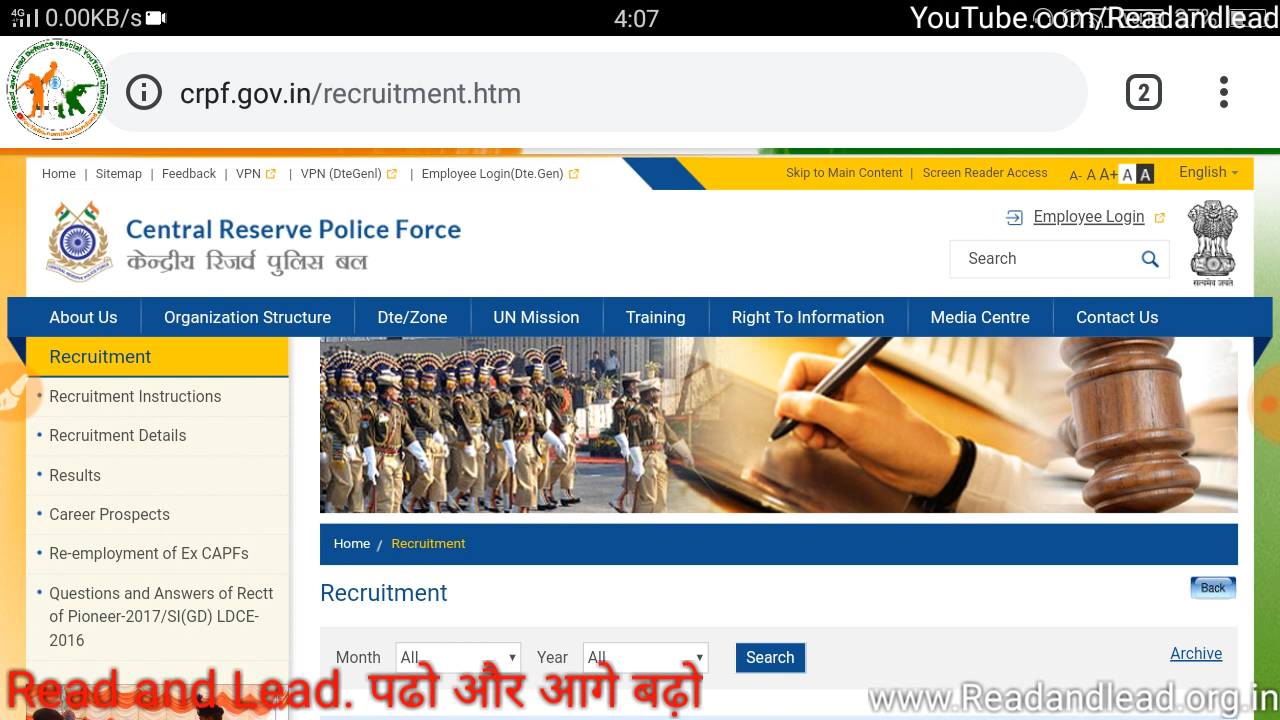 4G 0.00KB/s 4:07 YouTube.com/Readandlead
crpf.gov.in/recruitment.htm 2
Home | Sitemap | Feedback | VPN | VPN (DteGenl) | Employee Login(Dte.Gen) Skip to Main Content | Screen Reader Access A- A A+ A A English
Central Reserve Police Force
केन्द्रीय रिजर्व पुलिस बल
Employee Login
Search
सत्यमेव जयते
About Us Organization Structure Dte/Zone UN Mission Training Right To Information Media Centre Contact Us
Recruitment
Recruitment Instructions
Recruitment Details
Results
Career Prospects
Re-employment of Ex CAPFs
Questions and Answers of Rectt
of Pioneer-2017/SI(GD) LDCE-
2016
Home / Recruitment
Recruitment Back
Month All Year All Search Archive
Read and Lead. पढो और आगे बढ़ो
www.Readandlead.org.in